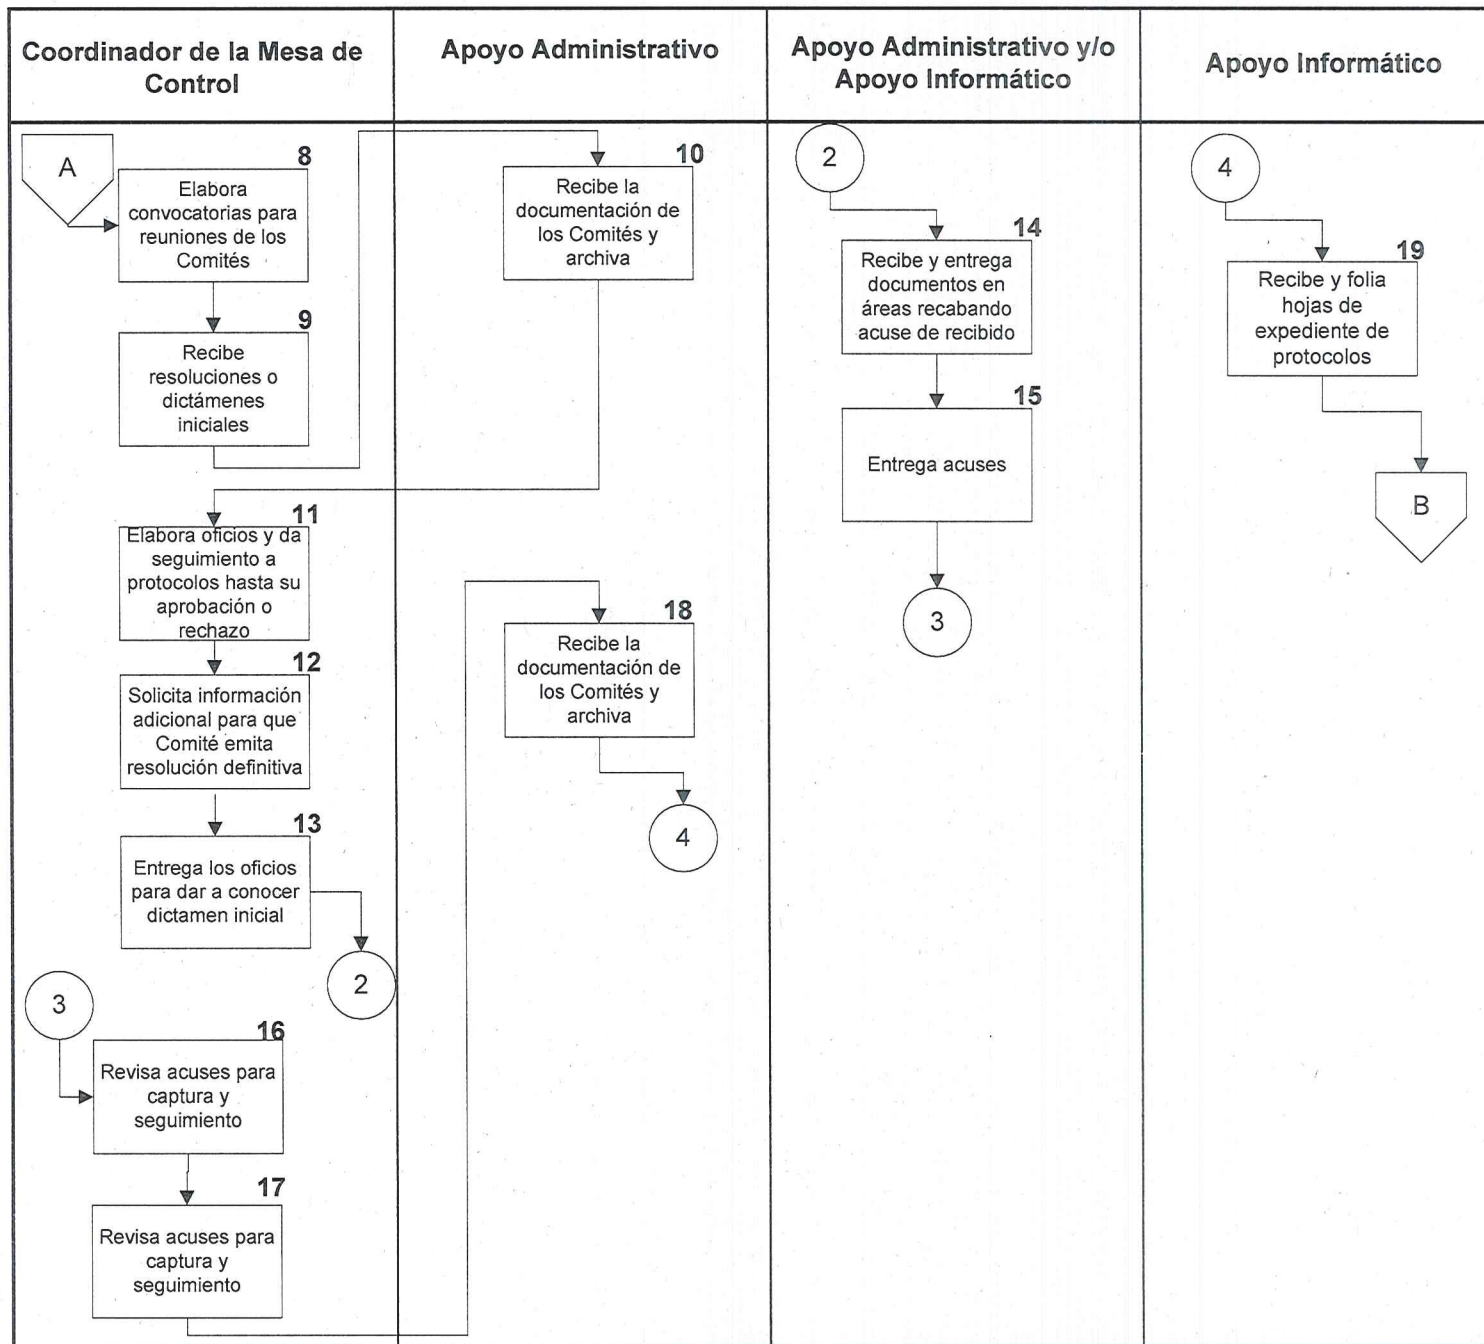 Coordinador de la Mesa de
Control
Apoyo Administrativo
Apoyo Administrativo y/o
Apoyo Informático
Apoyo Informático
A
8
Elabora
convocatorias para
reuniones de los
Comités
9
Recibe
resoluciones o
dictámenes
iniciales
11
Elabora oficios y da
seguimiento a
protocolos hasta su
aprobación o
rechazo
12
Solicita información
adicional para que
Comité emita
resolución definitiva
13
Entrega los oficios
para dar a conocer
dictamen inicial
2
3
16
Revisa acuses para
captura y
seguimiento
17
Revisa acuses para
captura y
seguimiento
10
Recibe la
documentación de
los Comités y
archiva
18
Recibe la
documentación de
los Comités y
archiva
4
2
14
Recibe y entrega
documentos en
áreas recabando
acuse de recibido
15
Entrega acuses
3
4
19
Recibe y folia
hojas de
expediente de
protocolos
B